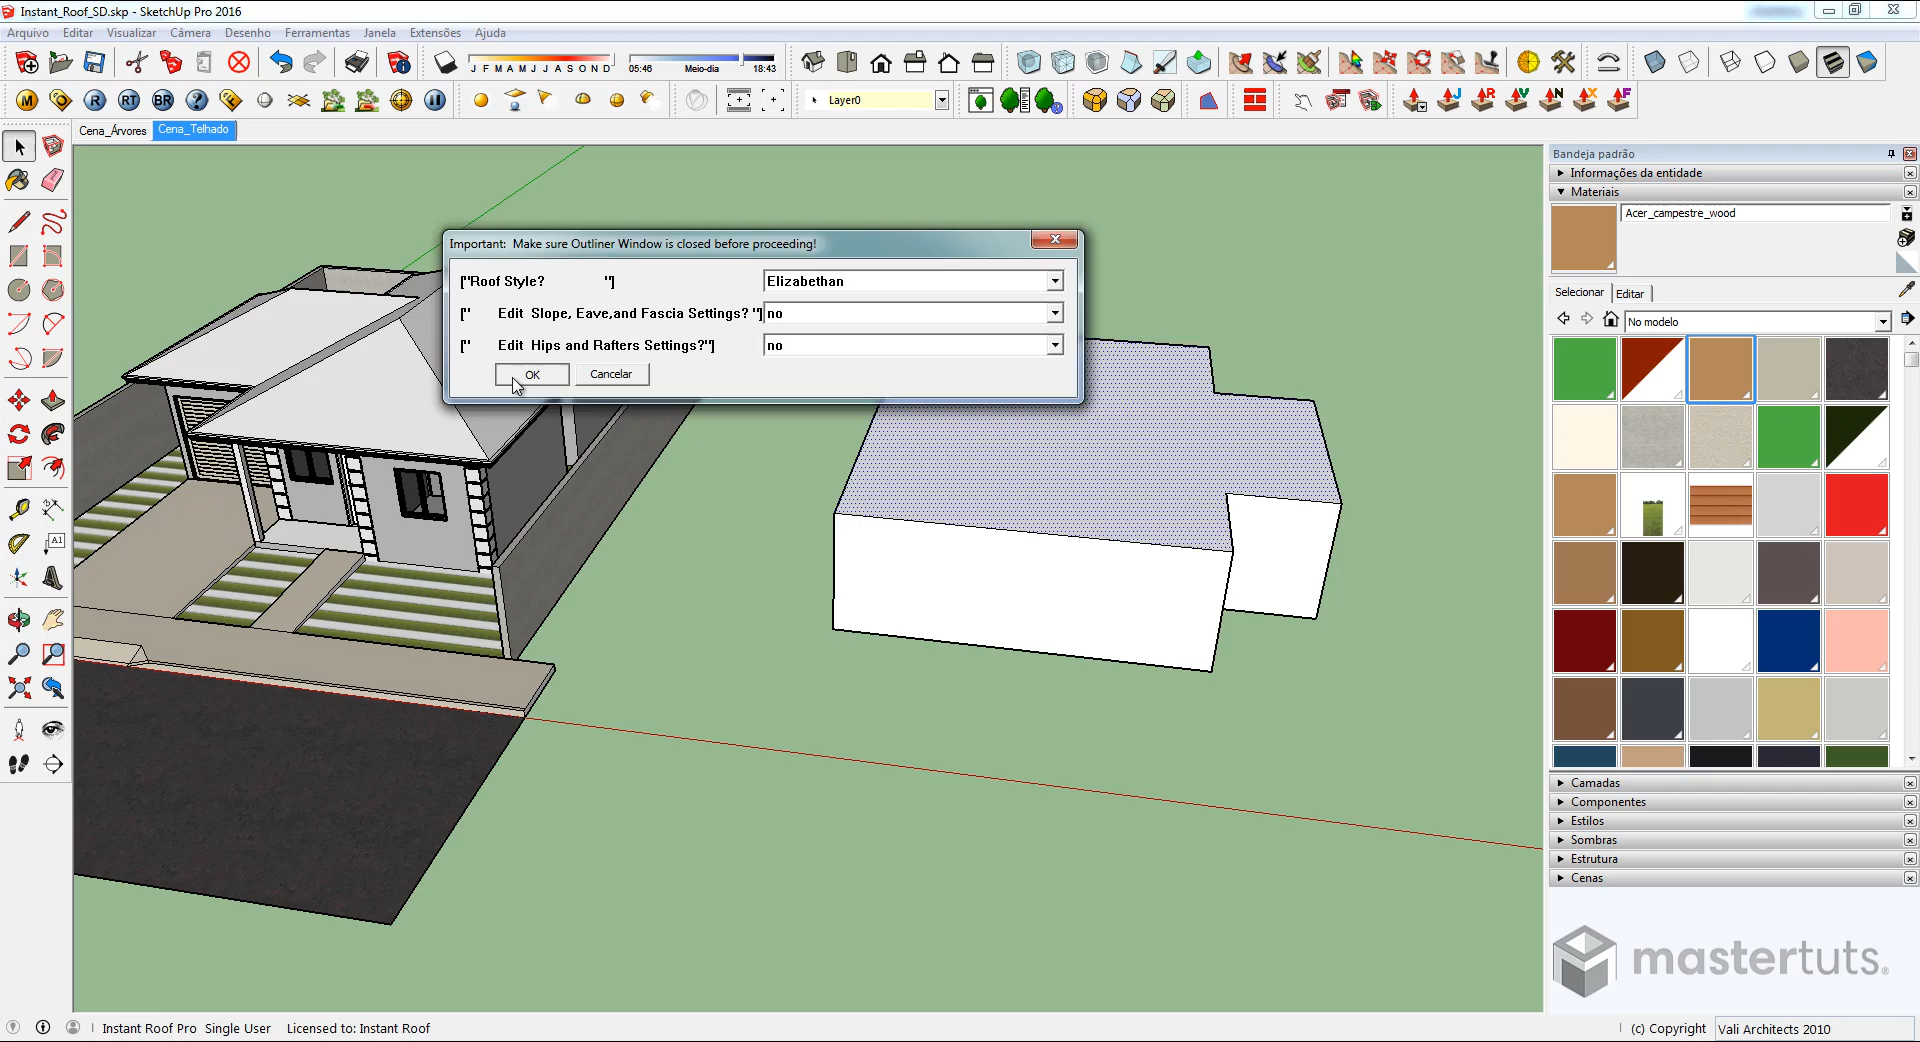 Instant_Roof_SD.skp - SketchUp Pro 2016
Arquivo Editar Visualizar Câmera Desenho Ferramentas Janela Extensões Ajuda
J F M A M J J A S O N D 05:46 Meio-dia 18:43
M R RT BR Layer0 J R V N X F
Cena_Árvores Cena_Telhado
Bandeja padrão
Informações da entidade
Materiais
Acer_campestre_wood
Selecionar Editar
No modelo
Important: Make sure Outliner Window is closed before proceeding!
["Roof Style? "] Elizabethan
[" Edit Slope, Eave,and Fascia Settings? "] no
[" Edit Hips and Rafters Settings?"] no
OK Cancelar
A1
Camadas
Componentes
Estilos
Sombras
Estrutura
Cenas
mastertuts.
Instant Roof Pro Single User Licensed to: Instant Roof
(c) Copyright Vali Architects 2010